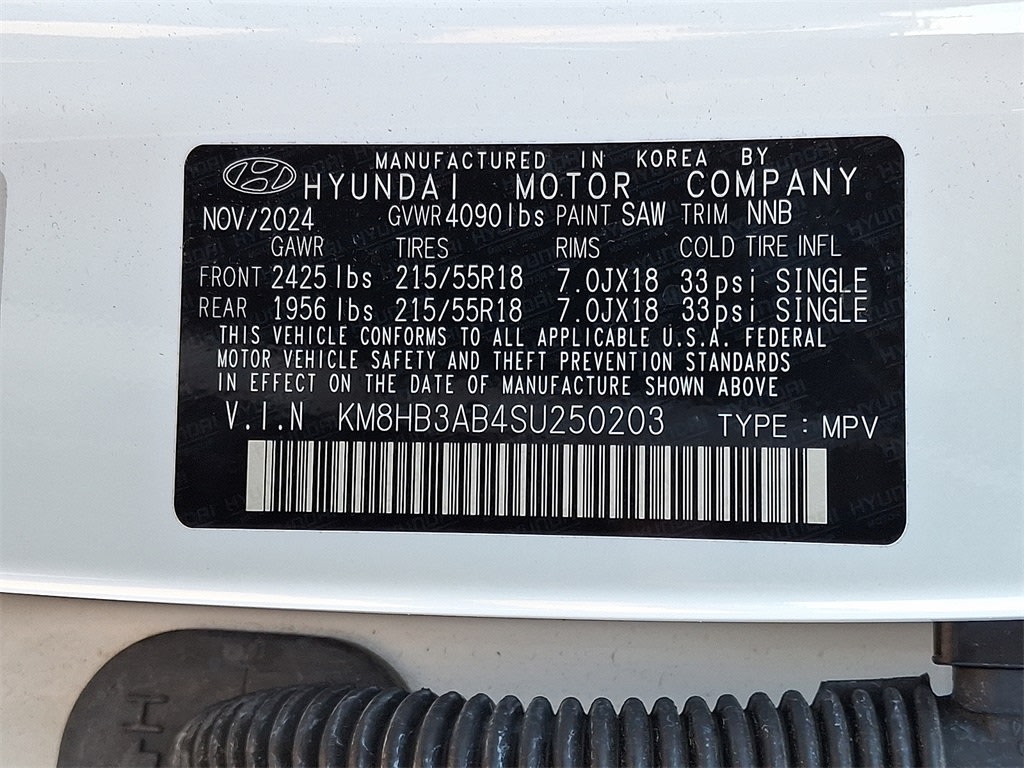 MANUFACTURED IN KOREA BY
HYUNDAI MOTOR COMPANY
NOV/2024 GVWR 4090lbs PAINT SAW TRIM NNB
GAWR TIRES RIMS COLD TIRE INFL
FRONT 2425lbs 215/55R18 7.0JX18 33psi SINGLE
REAR 1956lbs 215/55R18 7.0JX18 33psi SINGLE
THIS VEHICLE CONFORMS TO ALL APPLICABLE U.S.A. FEDERAL
MOTOR VEHICLE SAFETY AND THEFT PREVENTION STANDARDS
IN EFFECT ON THE DATE OF MANUFACTURE SHOWN ABOVE
V.I.N KM8HB3AB4SU250203 TYPE : MPV